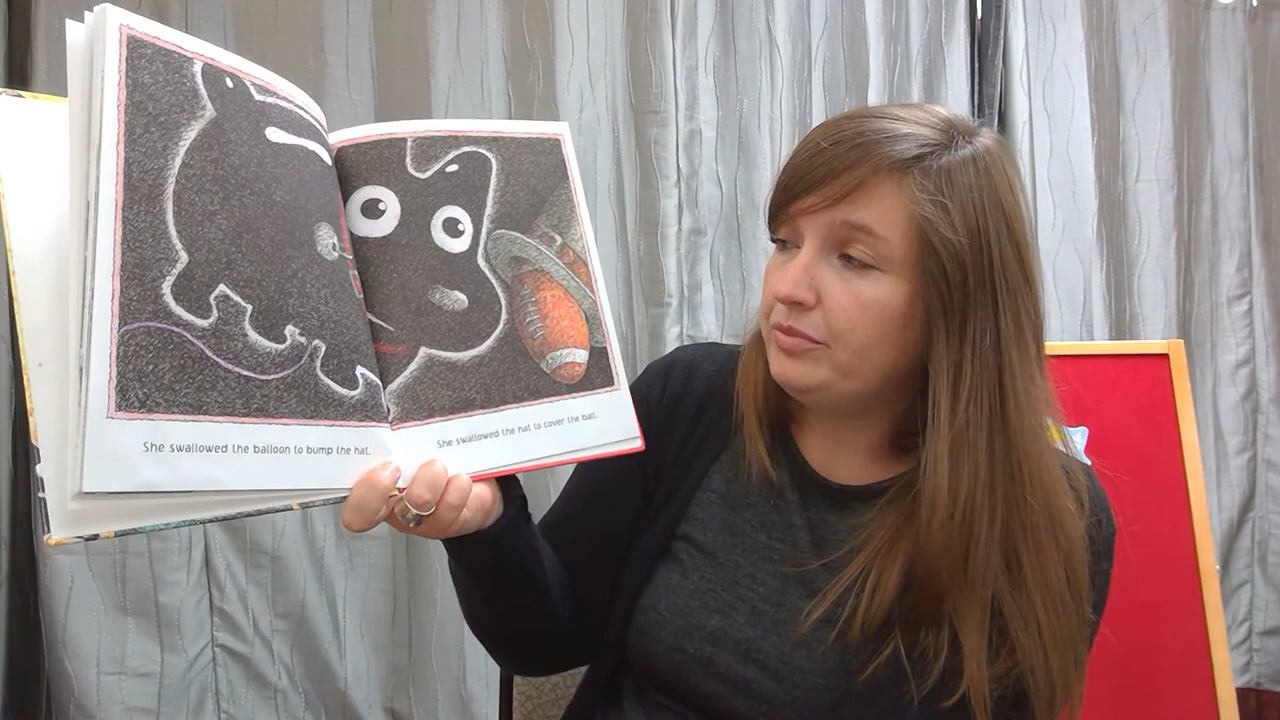 She swallowed the balloon to bump the hat.
She swallowed the hat to cover the ball.